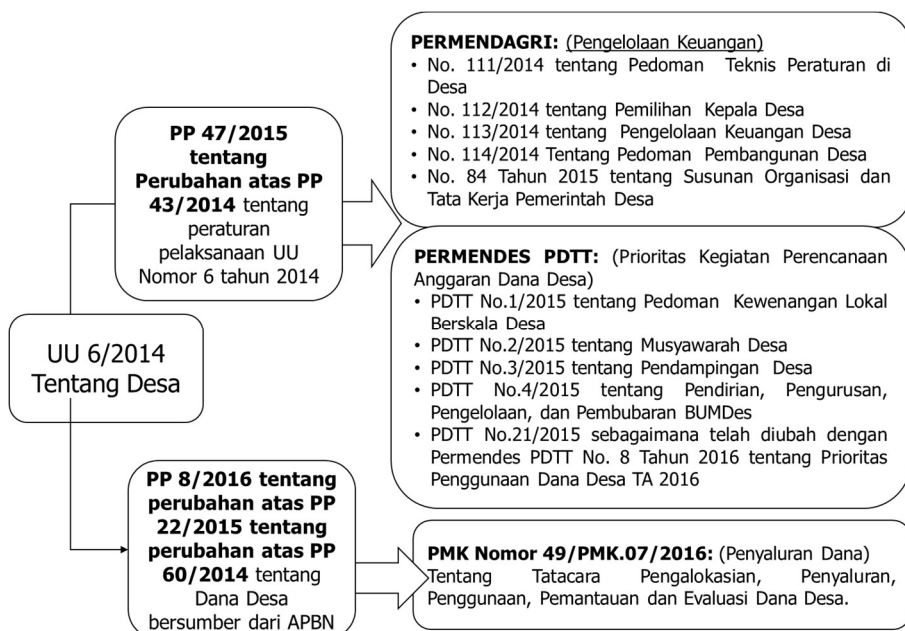 UU 6/2014
Tentang Desa
PP 47/2015
tentang
Perubahan atas PP
43/2014 tentang
peraturan
pelaksanaan UU
Nomor 6 tahun 2014
PERMENDAGRI: (Pengelolaan Keuangan)
• No. 111/2014 tentang Pedoman Teknis Peraturan di
Desa
• No. 112/2014 tentang Pemilihan Kepala Desa
• No. 113/2014 tentang Pengelolaan Keuangan Desa
• No. 114/2014 Tentang Pedoman Pembangunan Desa
• No. 84 Tahun 2015 tentang Susunan Organisasi dan
Tata Kerja Pemerintah Desa
PERMENDES PDTT: (Prioritas Kegiatan Perencanaan
Anggaran Dana Desa)
• PDTT No.1/2015 tentang Pedoman Kewenangan Lokal
Berskala Desa
• PDTT No.2/2015 tentang Musyawarah Desa
• PDTT No.3/2015 tentang Pendampingan Desa
• PDTT No.4/2015 tentang Pendirian, Pengurusan,
Pengelolaan, dan Pembubaran BUMDes
• PDTT No.21/2015 sebagaimana telah diubah dengan
Permendes PDTT No. 8 Tahun 2016 tentang Prioritas
Penggunaan Dana Desa TA 2016
PP 8/2016 tentang
perubahan atas PP
22/2015 tentang
perubahan atas PP
60/2014 tentang
Dana Desa
bersumber dari APBN
PMK Nomor 49/PMK.07/2016: (Penyaluran Dana)
Tentang Tatacara Pengalokasian, Penyaluran,
Penggunaan, Pemantauan dan Evaluasi Dana Desa.